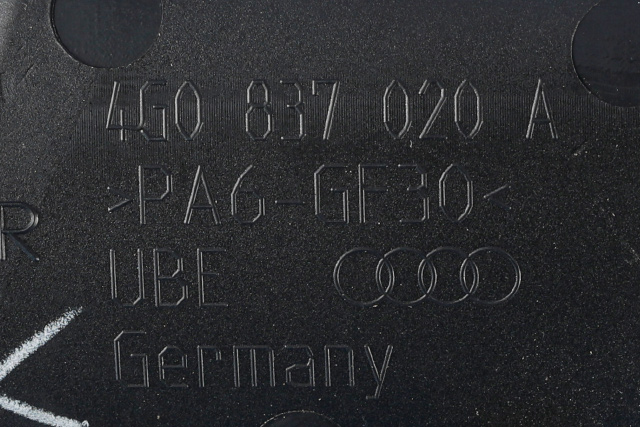 4G0 837 020 A
>PA6-GF30<
R
UBE
Germany